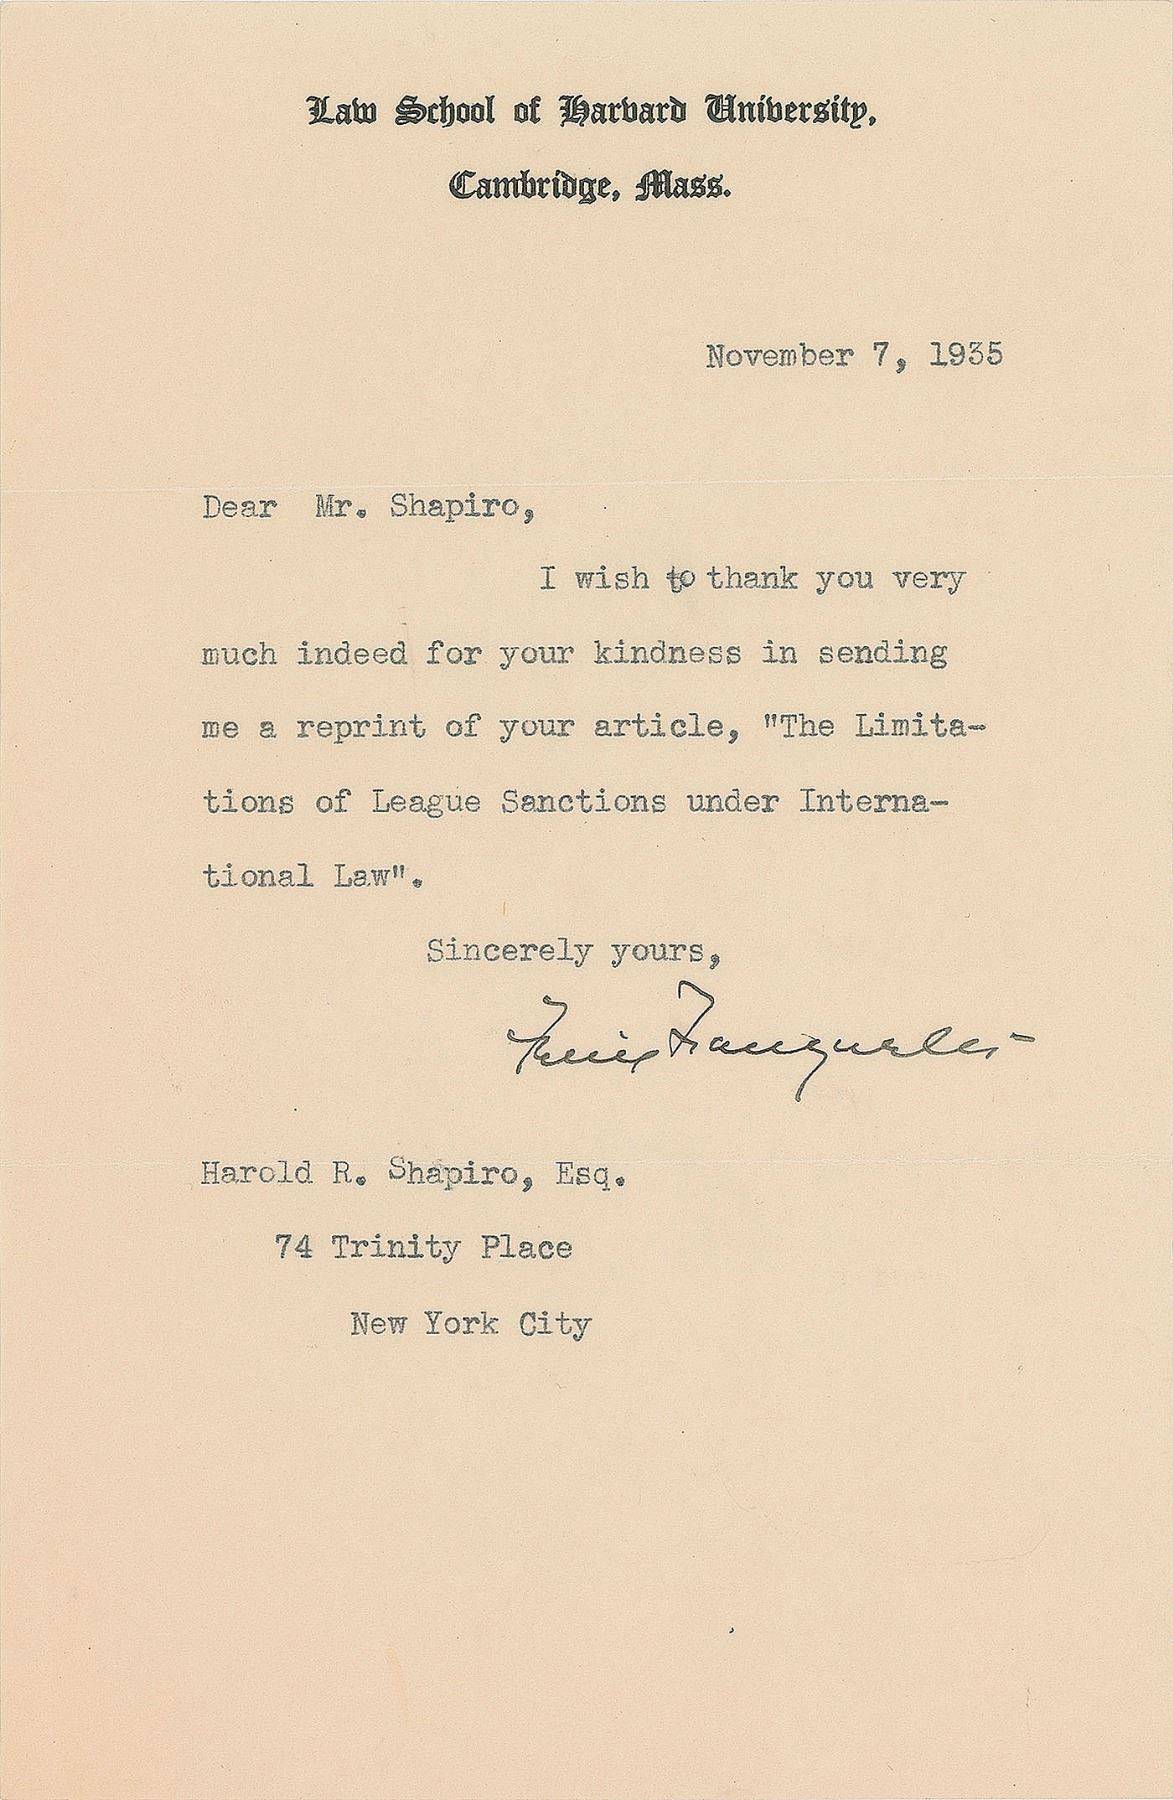 Law School of Harvard University,
Cambridge, Mass.
November 7, 1935
Dear Mr. Shapiro,
I wish to thank you very
much indeed for your kindness in sending
me a reprint of your article, "The Limita-
tions of League Sanctions under Interna-
tional Law".
Sincerely yours,
Felix Frankfurter
Harold R. Shapiro, Esq.
74 Trinity Place
New York City